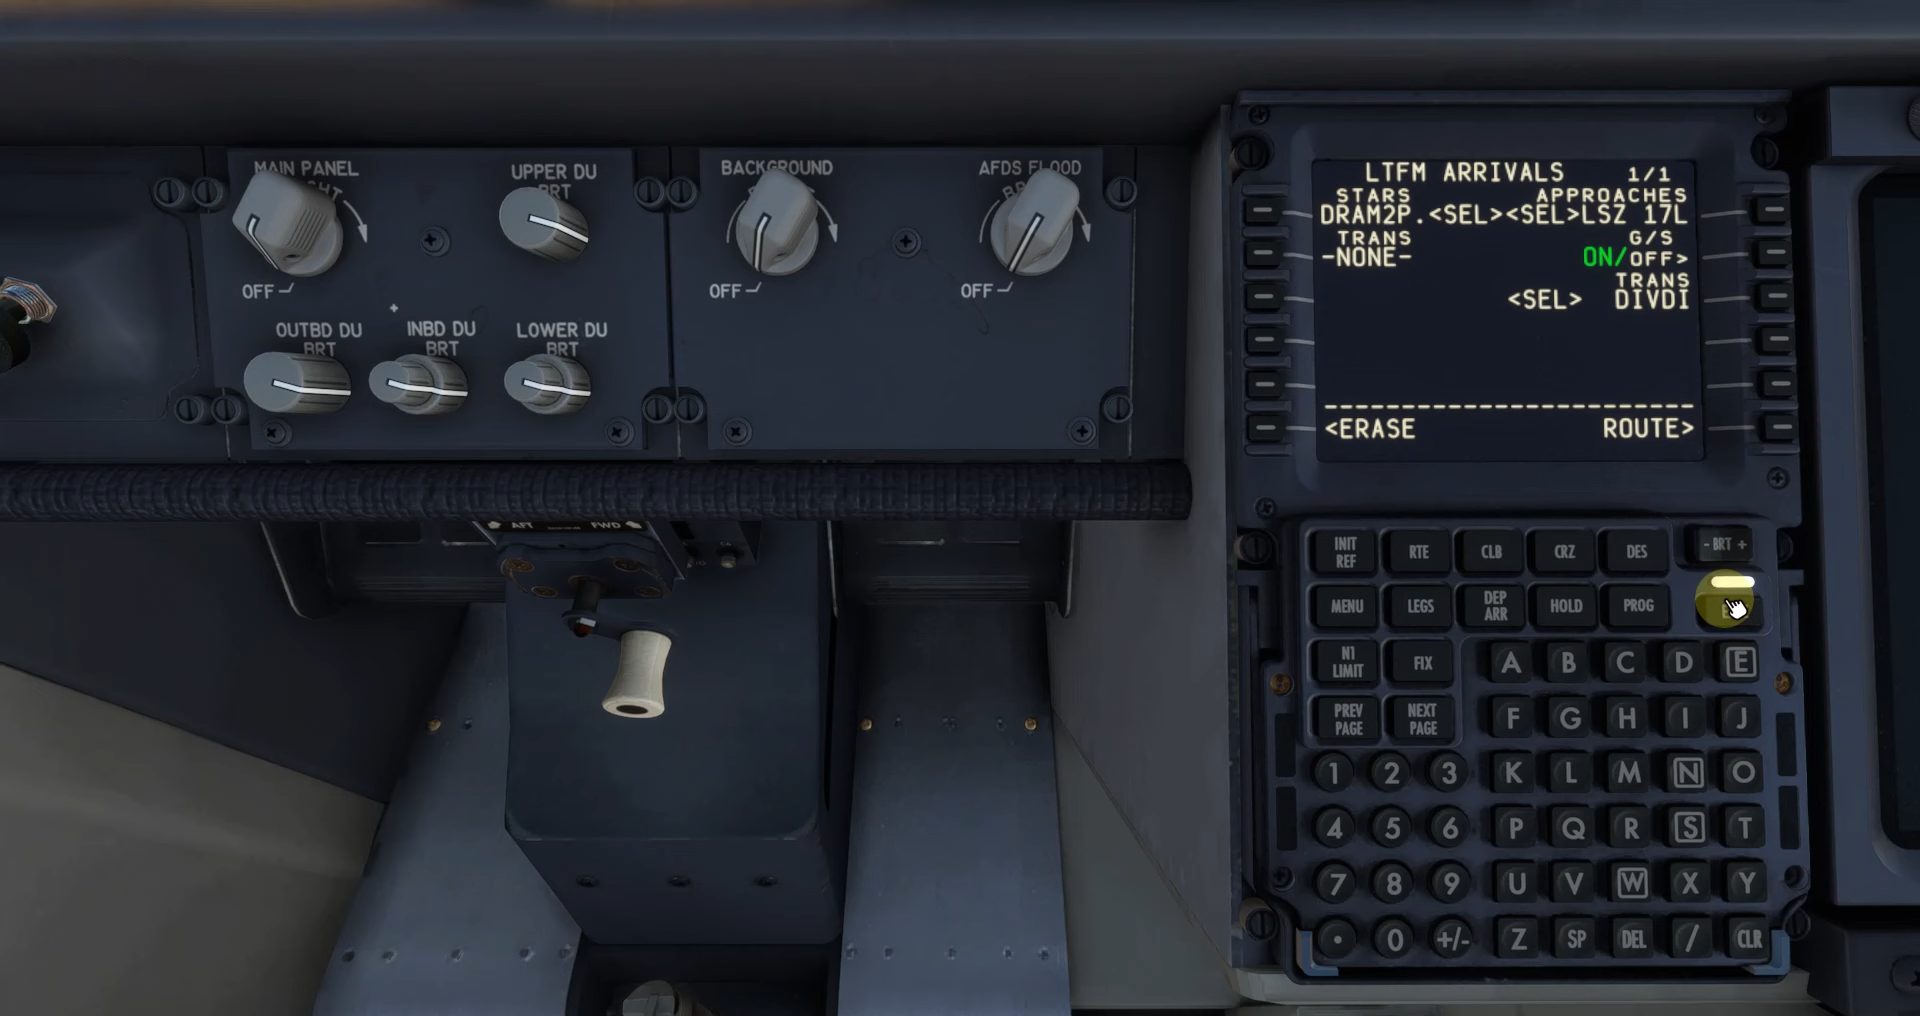 MAIN PANEL
UPPER DU
OFF
OUTBD DU
BRT
INBD DU
BRT
LOWER DU
BRT
BACKGROUND
OFF
AFDS FLOOD
OFF
AFT
FWD
LTFM ARRIVALS 1/1
STARS APPROACHES
DRAM2P.<SEL><SEL>LSZ 17L
TRANS G/S
-NONE- ON/OFF>
TRANS
<SEL> DIVDI
------------------------
<ERASE ROUTE>
INIT REF
RTE
CLB
CRZ
DES
- BRT +
MENU
LEGS
DEP ARR
HOLD
PROG
N1 LIMIT
FIX
A B C D E
PREV PAGE
NEXT PAGE
F G H I J
1 2 3 K L M N O
4 5 6 P Q R S T
7 8 9 U V W X Y
. 0 +/- Z SP DEL / CLR